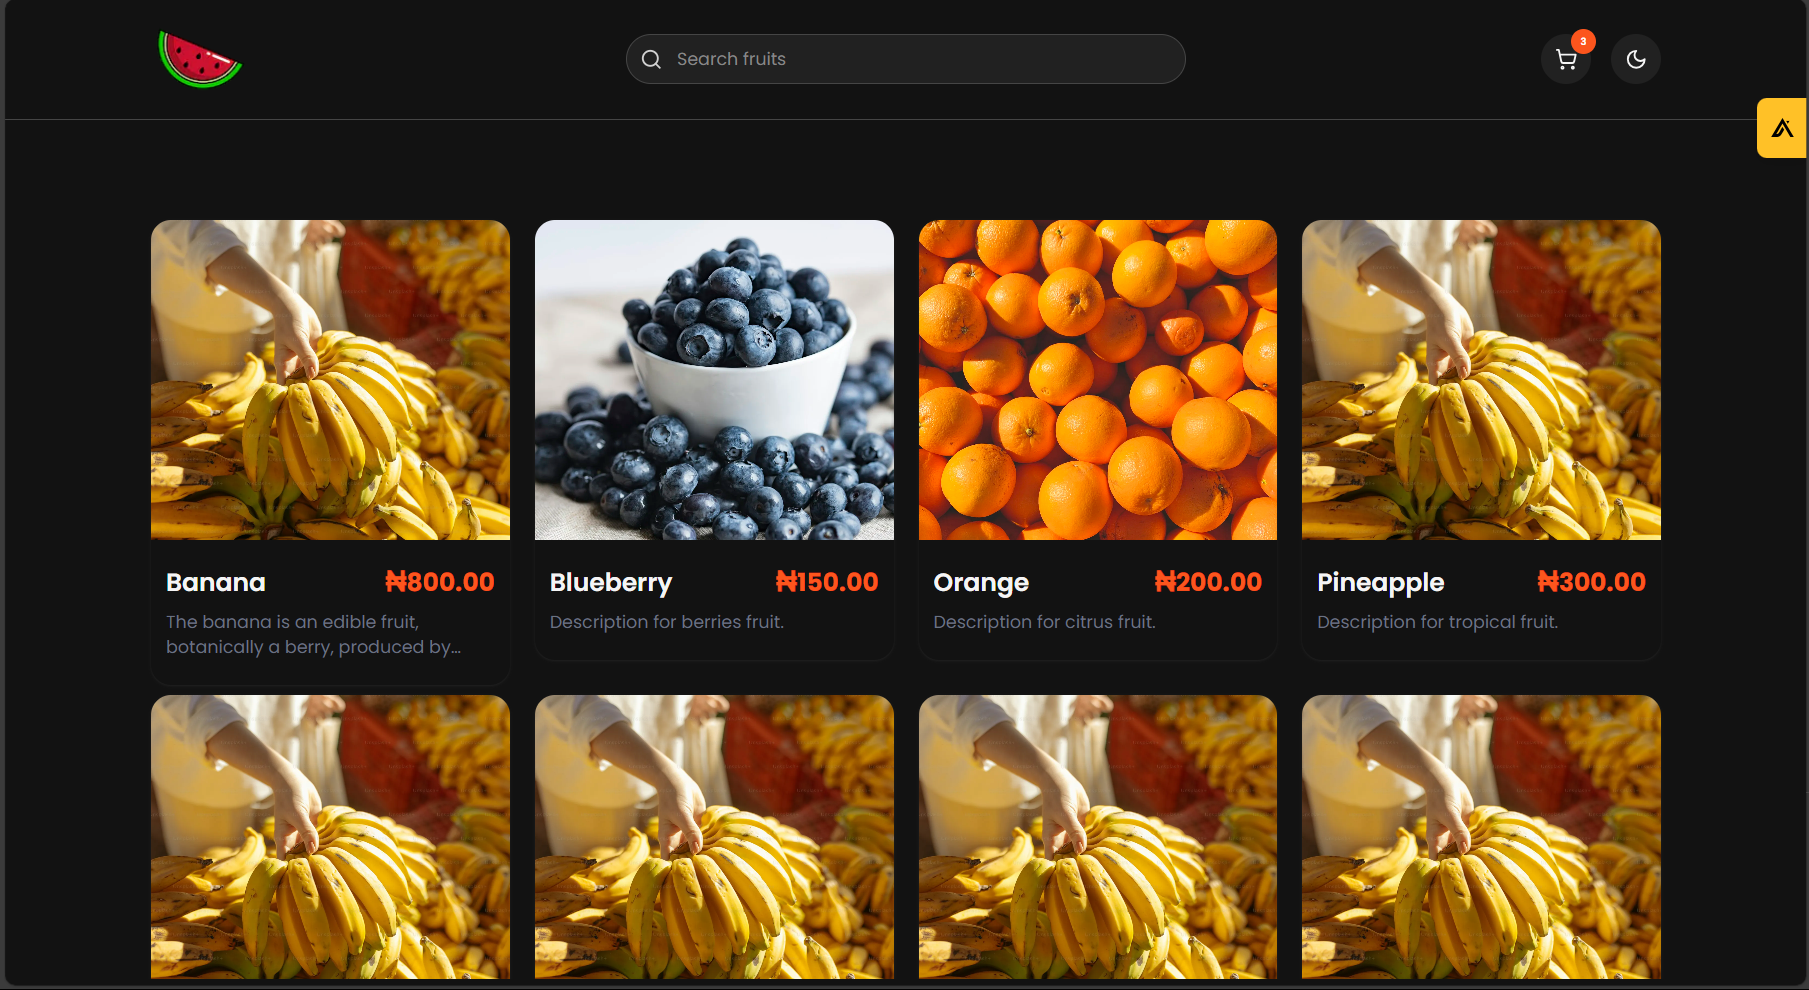 Search fruits
3
Banana ₦800.00
The banana is an edible fruit,
botanically a berry, produced by...
Blueberry ₦150.00
Description for berries fruit.
Orange ₦200.00
Description for citrus fruit.
Pineapple ₦300.00
Description for tropical fruit.